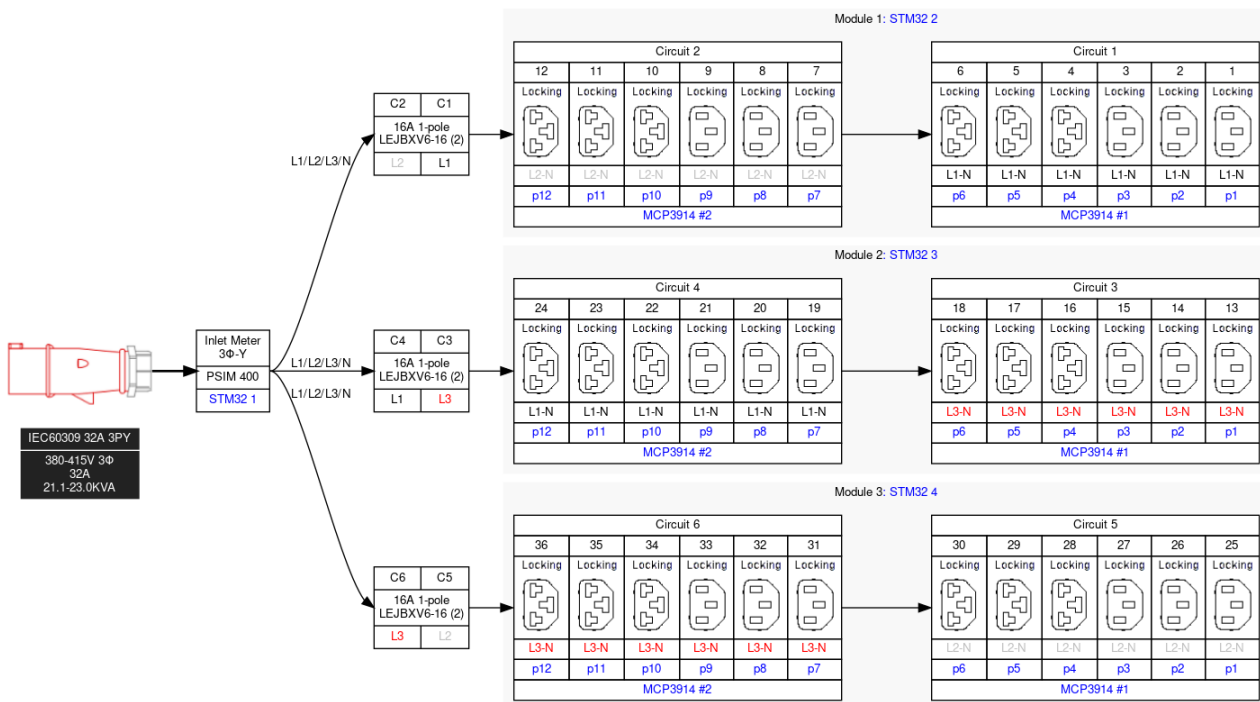 Module 1: STM32 2
Circuit 2
12 11 10 9 8 7
Locking Locking Locking Locking Locking Locking
L2-N L2-N L2-N L2-N L2-N L2-N
p12 p11 p10 p9 p8 p7
MCP3914 #2
Circuit 1
6 5 4 3 2 1
Locking Locking Locking Locking Locking Locking
L1-N L1-N L1-N L1-N L1-N L1-N
p6 p5 p4 p3 p2 p1
MCP3914 #1
C2 C1
16A 1-pole
LEJBXV6-16 (2)
L2 L1
L1/L2/L3/N
Module 2: STM32 3
Circuit 4
24 23 22 21 20 19
Locking Locking Locking Locking Locking Locking
L1-N L1-N L1-N L1-N L1-N L1-N
p12 p11 p10 p9 p8 p7
MCP3914 #2
Circuit 3
18 17 16 15 14 13
Locking Locking Locking Locking Locking Locking
L3-N L3-N L3-N L3-N L3-N L3-N
p6 p5 p4 p3 p2 p1
MCP3914 #1
Inlet Meter
3Φ-Y
PSIM 400
STM32 1
L1/L2/L3/N
L1/L2/L3/N
C4 C3
16A 1-pole
LEJBXV6-16 (2)
L1 L3
IEC60309 32A 3PY
380-415V 3Φ
32A
21.1-23.0KVA
Module 3: STM32 4
Circuit 6
36 35 34 33 32 31
Locking Locking Locking Locking Locking Locking
L3-N L3-N L3-N L3-N L3-N L3-N
p12 p11 p10 p9 p8 p7
MCP3914 #2
Circuit 5
30 29 28 27 26 25
Locking Locking Locking Locking Locking Locking
L2-N L2-N L2-N L2-N L2-N L2-N
p6 p5 p4 p3 p2 p1
MCP3914 #1
C6 C5
16A 1-pole
LEJBXV6-16 (2)
L3 L2